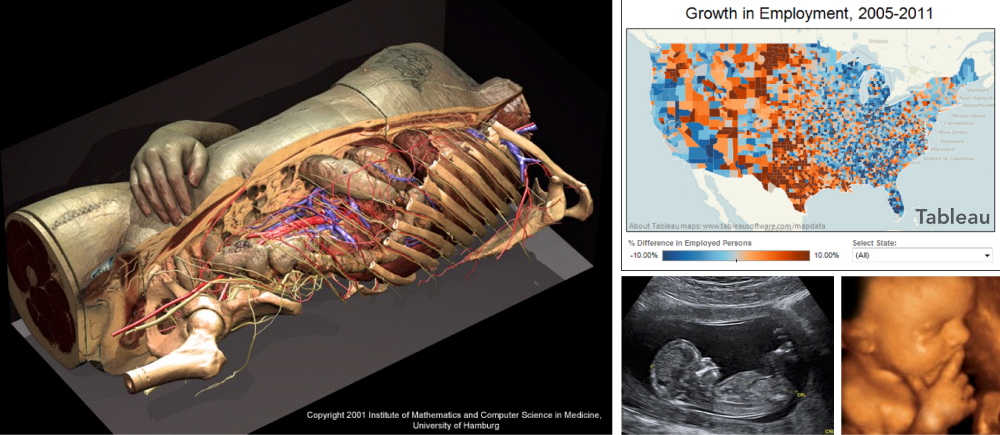 Copyright 2001 Institute of Mathematics and Computer Science in Medicine,
University of Hamburg
Growth in Employment, 2005-2011
Ontario
Vermont
New Hampsh
Massachuset
Rhode Island
Connecticut
New Jersey
Delaware
Maryland
District of Columbia
Tableau
About Tableau maps: www.tableausoftware.com/mapdata
% Difference in Employed Persons
-10.00%
10.00%
Select State:
(All)
CRL
CRL